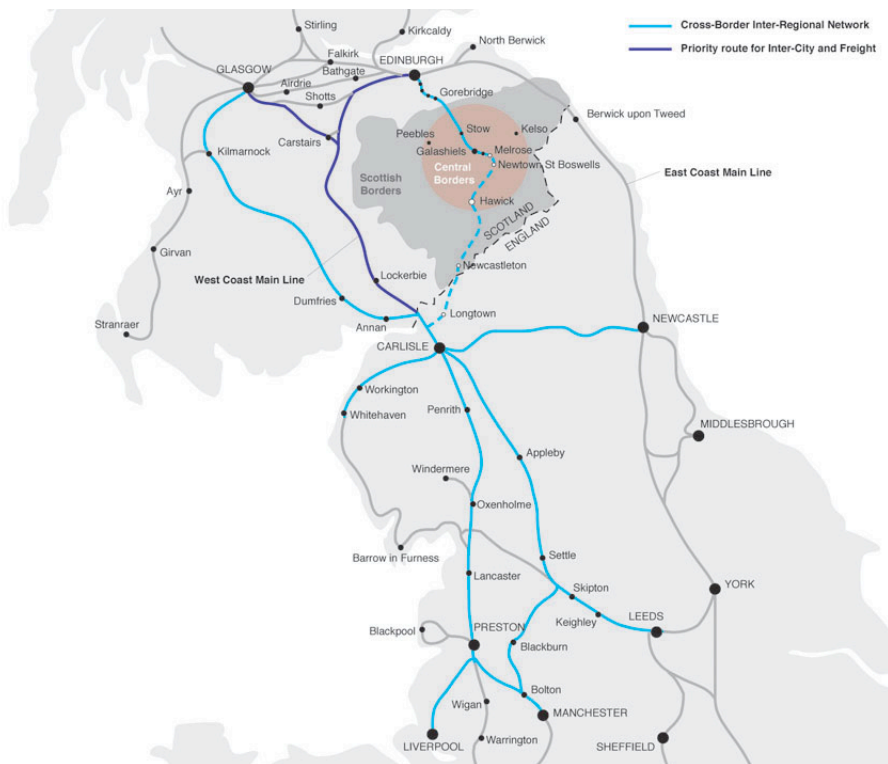 Cross-Border Inter-Regional Network
Priority route for Inter-City and Freight
Stirling
Kirkcaldy
North Berwick
Falkirk
EDINBURGH
GLASGOW
Bathgate
Airdrie
Shotts
Gorebridge
Berwick upon Tweed
Stow
Kelso
Peebles
Carstairs
Kilmarnock
Galashiels
Melrose
Newtown St Boswells
Central
Borders
Scottish
Borders
East Coast Main Line
Ayr
Hawick
SCOTLAND
ENGLAND
Girvan
Newcastleton
West Coast Main Line
Lockerbie
Dumfries
Longtown
Annan
Stranraer
NEWCASTLE
CARLISLE
Workington
Whitehaven
Penrith
MIDDLESBROUGH
Appleby
Windermere
Oxenholme
Barrow in Furness
Settle
Lancaster
Skipton
YORK
Keighley
LEEDS
Blackpool
PRESTON
Blackburn
Bolton
Wigan
MANCHESTER
Warrington
LIVERPOOL
SHEFFIELD